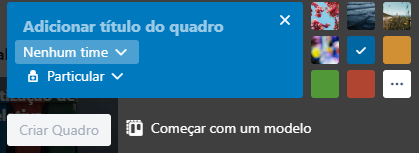 Adicionar título do quadro
Nenhum time
Particular
Criar Quadro
Começar com um modelo